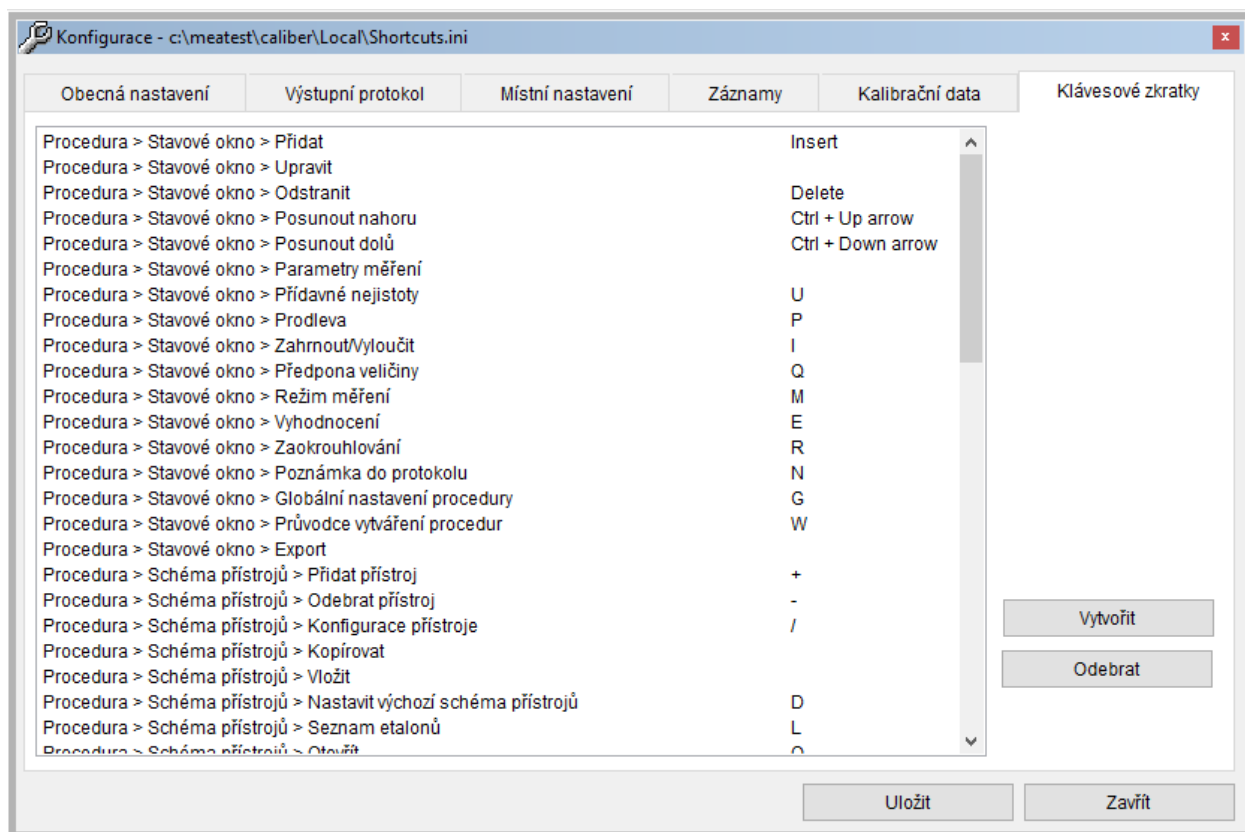 Konfigurace - c:\meatest\caliber\Local\Shortcuts.ini
Obecná nastavení Výstupní protokol Místní nastavení Záznamy Kalibrační data Klávesové zkratky
Procedura > Stavové okno > Přidat Insert
Procedura > Stavové okno > Upravit
Procedura > Stavové okno > Odstranit Delete
Procedura > Stavové okno > Posunout nahoru Ctrl + Up arrow
Procedura > Stavové okno > Posunout dolů Ctrl + Down arrow
Procedura > Stavové okno > Parametry měření
Procedura > Stavové okno > Přídavné nejistoty U
Procedura > Stavové okno > Prodleva P
Procedura > Stavové okno > Zahrnout/Vyloučit I
Procedura > Stavové okno > Předpona veličiny Q
Procedura > Stavové okno > Režim měření M
Procedura > Stavové okno > Vyhodnocení E
Procedura > Stavové okno > Zaokrouhlování R
Procedura > Stavové okno > Poznámka do protokolu N
Procedura > Stavové okno > Globální nastavení procedury G
Procedura > Stavové okno > Průvodce vytváření procedur W
Procedura > Stavové okno > Export
Procedura > Schéma přístrojů > Přidat přístroj +
Procedura > Schéma přístrojů > Odebrat přístroj -
Procedura > Schéma přístrojů > Konfigurace přístroje /
Procedura > Schéma přístrojů > Kopírovat
Procedura > Schéma přístrojů > Vložit
Procedura > Schéma přístrojů > Nastavit výchozí schéma přístrojů D
Procedura > Schéma přístrojů > Seznam etalonů L
Procedura > Schéma přístrojů > Otevřít O
Vytvořit
Odebrat
Uložit Zavřít